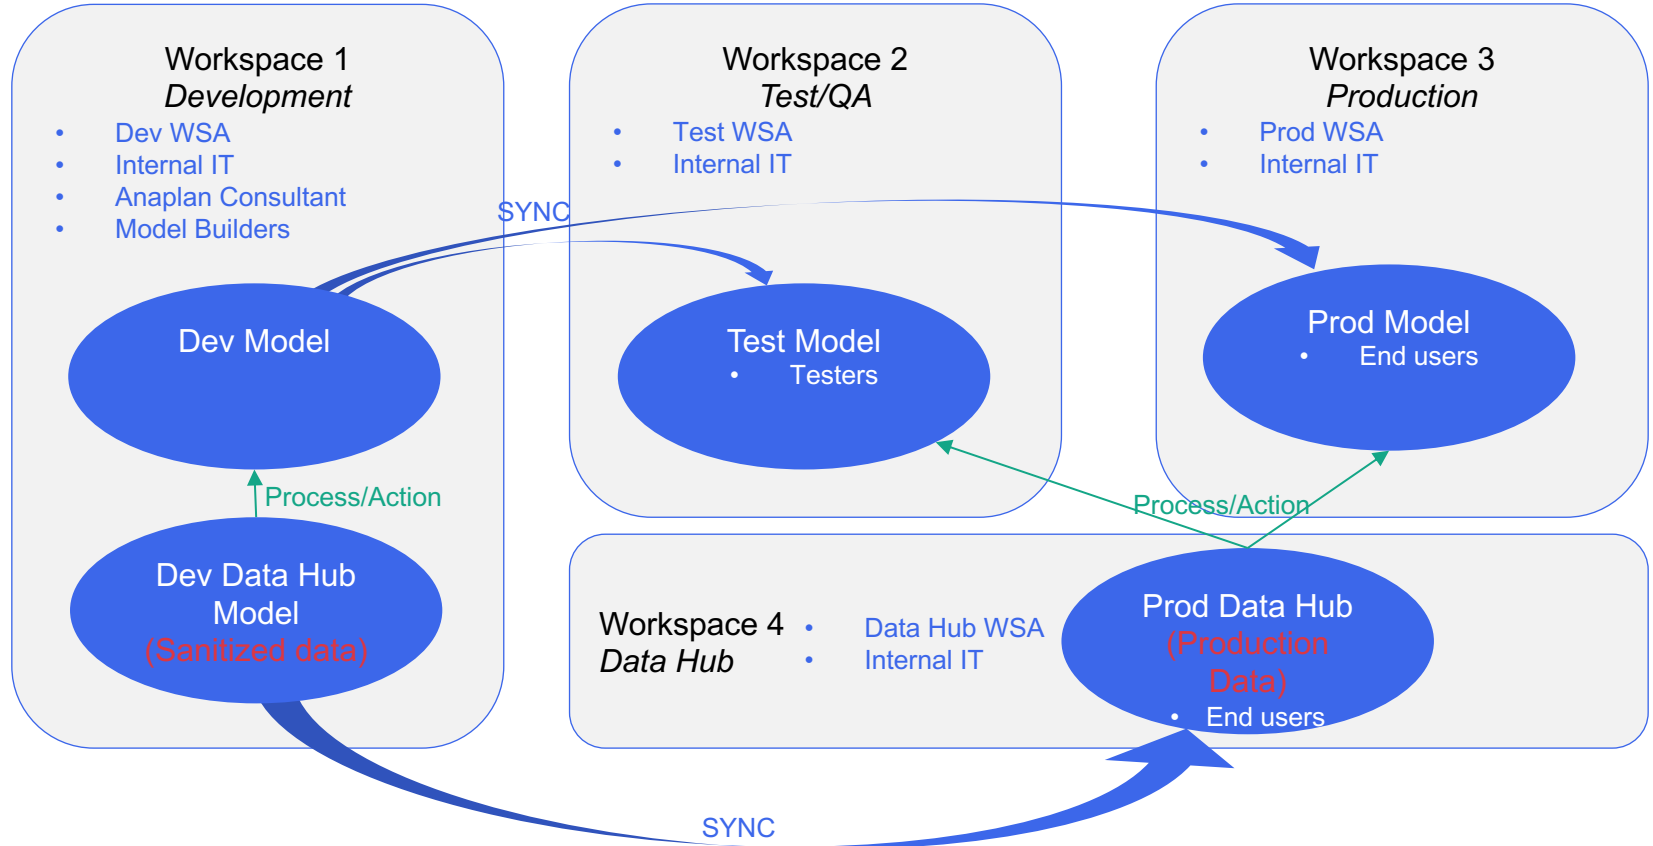 Workspace 1
Development
• Dev WSA
• Internal IT
• Anaplan Consultant
• Model Builders
Workspace 2
Test/QA
• Test WSA
• Internal IT
Workspace 3
Production
• Prod WSA
• Internal IT
SYNC
Dev Model
Test Model
• Testers
Prod Model
• End users
Process/Action
Process/Action
Dev Data Hub
Model
(Sanitized data)
Workspace 4
Data Hub
• Data Hub WSA
• Internal IT
Prod Data Hub
(Production
Data)
• End users
SYNC